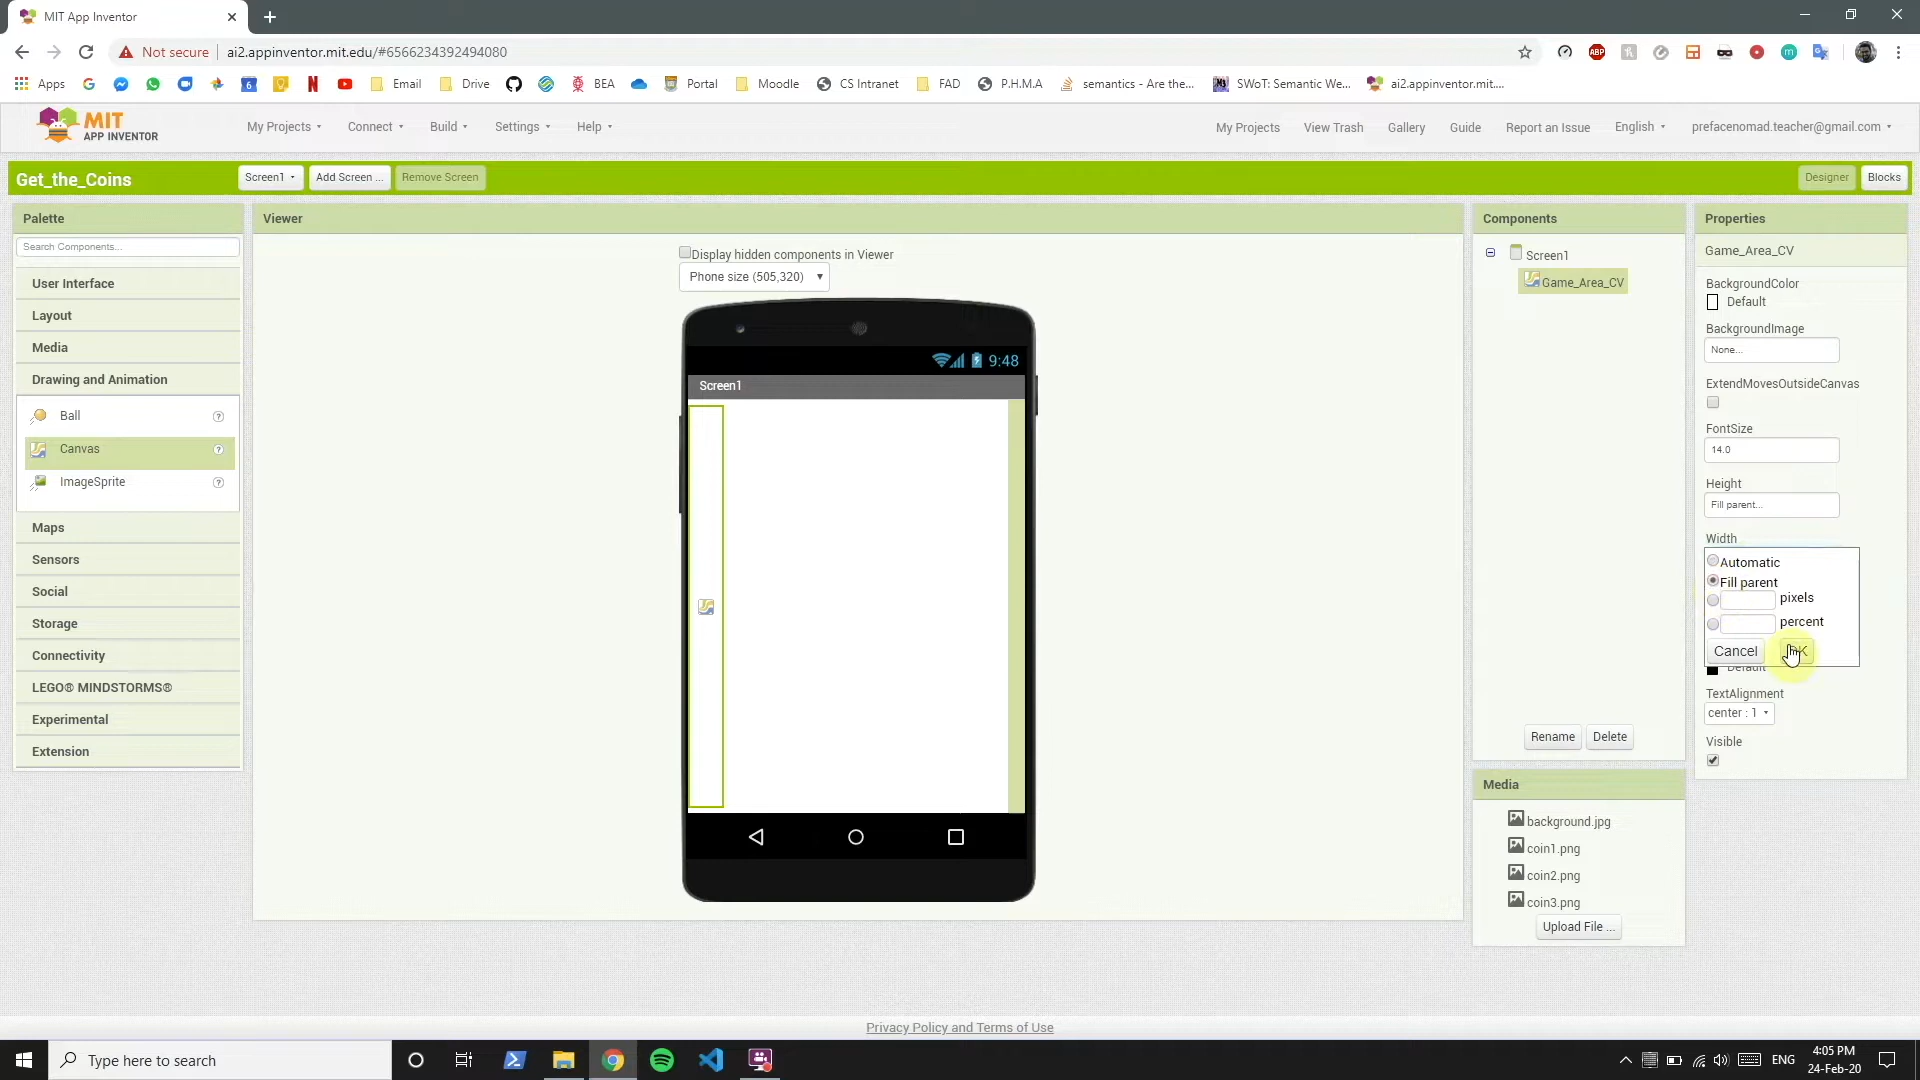 MIT App Inventor
Not secure
ai2.appinventor.mit.edu/#6566234392494080
ABP
Apps
6
Email
Drive
BEA
Portal
Moodle
CS Intranet
FAD
P.H.M.A
semantics - Are the...
SWoT: Semantic We...
ai2.appinventor.mit....
MIT
APP INVENTOR
My Projects
Connect
Build
Settings
Help
My Projects
View Trash
Gallery
Guide
Report an Issue
English
prefacenomad.teacher@gmail.com
Get_the_Coins
Screen1
Add Screen ...
Remove Screen
Designer
Blocks
Palette
Search Components...
User Interface
Layout
Media
Drawing and Animation
Ball
?
Canvas
?
ImageSprite
?
Maps
Sensors
Social
Storage
Connectivity
LEGO® MINDSTORMS®
Experimental
Extension
Viewer
Display hidden components in Viewer
Phone size (505,320)
9:48
Screen1
Components
Screen1
Game_Area_CV
Rename
Delete
Media
background.jpg
coin1.png
coin2.png
coin3.png
Upload File ...
Properties
Game_Area_CV
BackgroundColor
Default
BackgroundImage
None...
ExtendMovesOutsideCanvas
FontSize
14.0
Height
Fill parent...
Width
Automatic
Fill parent
pixels
percent
Cancel
Default
TextAlignment
center : 1
Visible
Privacy Policy and Terms of Use
Type here to search
ENG
4:05 PM
24-Feb-20